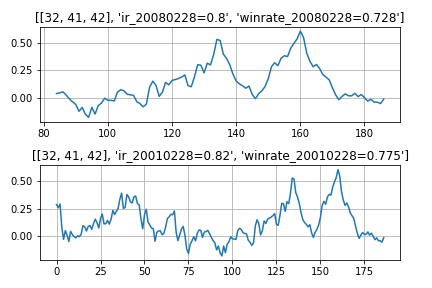 [[32, 41, 42], 'ir_20080228=0.8', 'winrate_20080228=0.728']
0.50
0.25
0.00
80 100 120 140 160 180
[[32, 41, 42], 'ir_20010228=0.82', 'winrate_20010228=0.775']
0.50
0.25
0.00
0 25 50 75 100 125 150 175